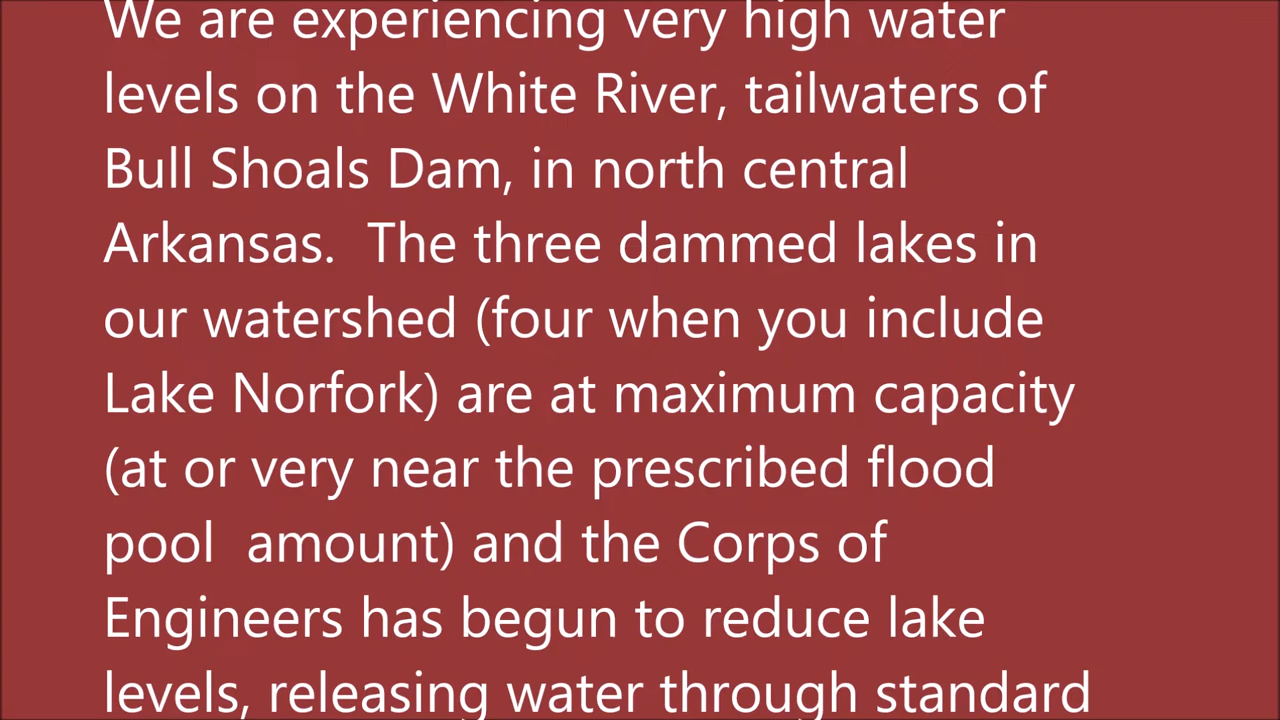 We are experiencing very high water
levels on the White River, tailwaters of
Bull Shoals Dam, in north central
Arkansas.  The three dammed lakes in
our watershed (four when you include
Lake Norfork) are at maximum capacity
(at or very near the prescribed flood
pool  amount) and the Corps of
Engineers has begun to reduce lake
levels, releasing water through standard